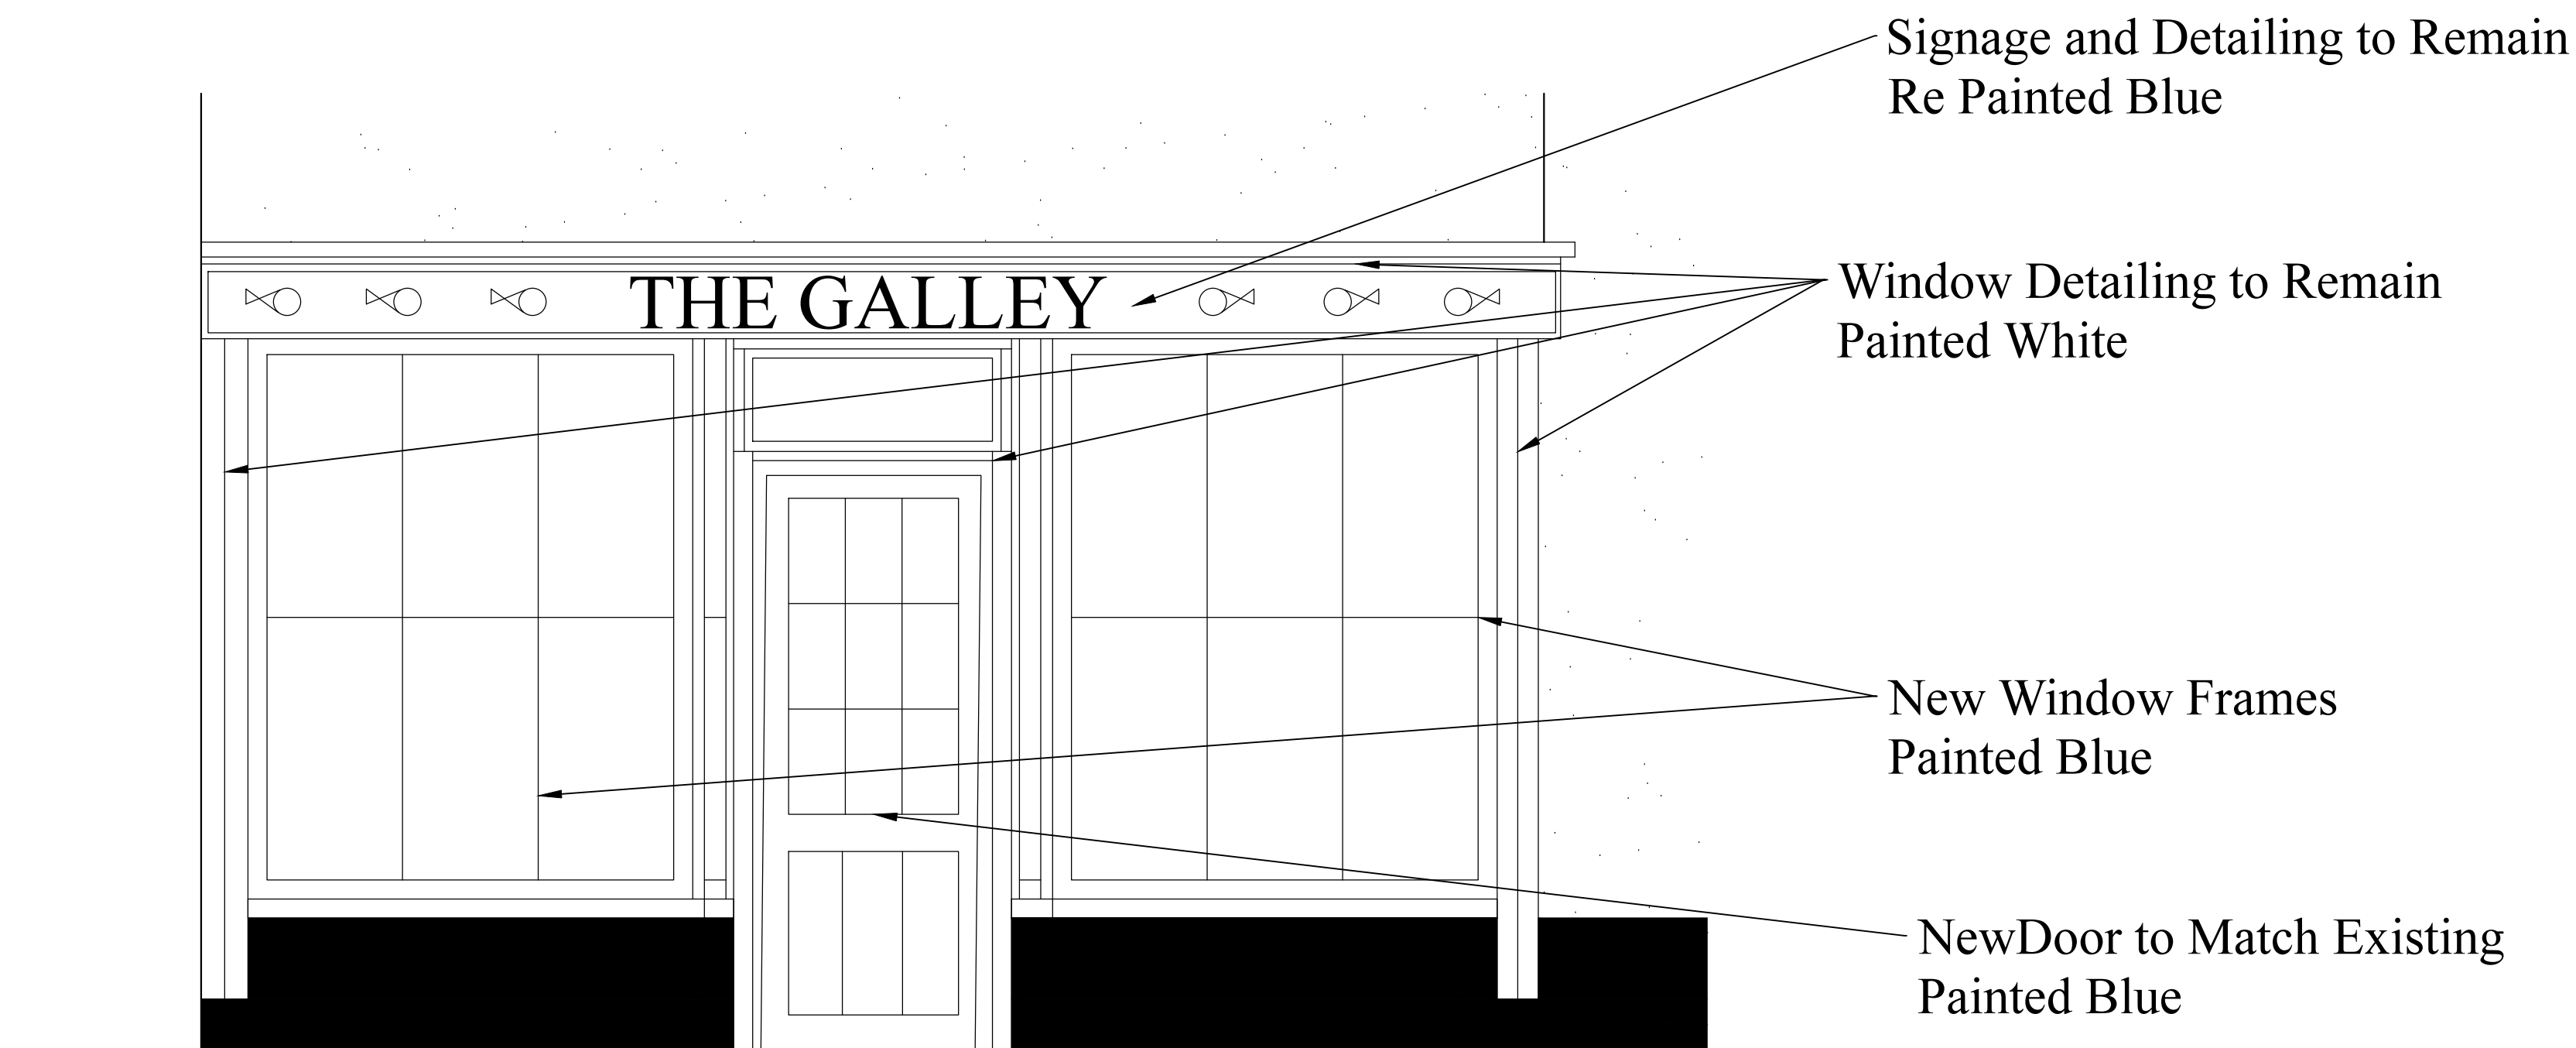 Signage and Detailing to Remain
Re Painted Blue
THE GALLEY
Window Detailing to Remain
Painted White
New Window Frames
Painted Blue
NewDoor to Match Existing
Painted Blue